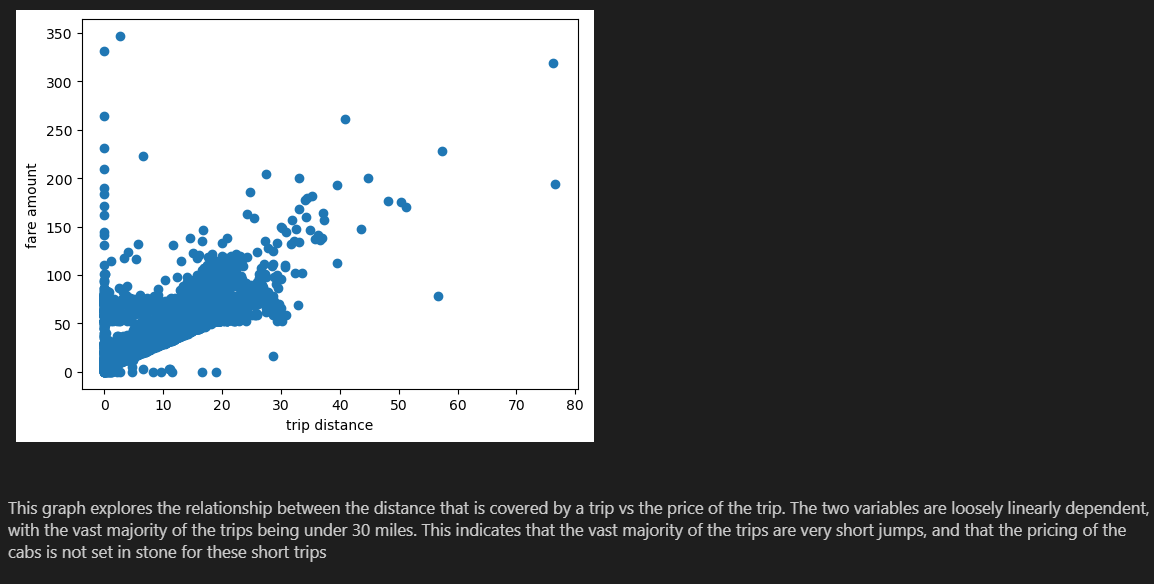 350
300
250
200
150
100
50
0
fare amount
0 10 20 30 40 50 60 70 80
trip distance
This graph explores the relationship between the distance that is covered by a trip vs the price of the trip. The two variables are loosely linearly dependent,
with the vast majority of the trips being under 30 miles. This indicates that the vast majority of the trips are very short jumps, and that the pricing of the
cabs is not set in stone for these short trips